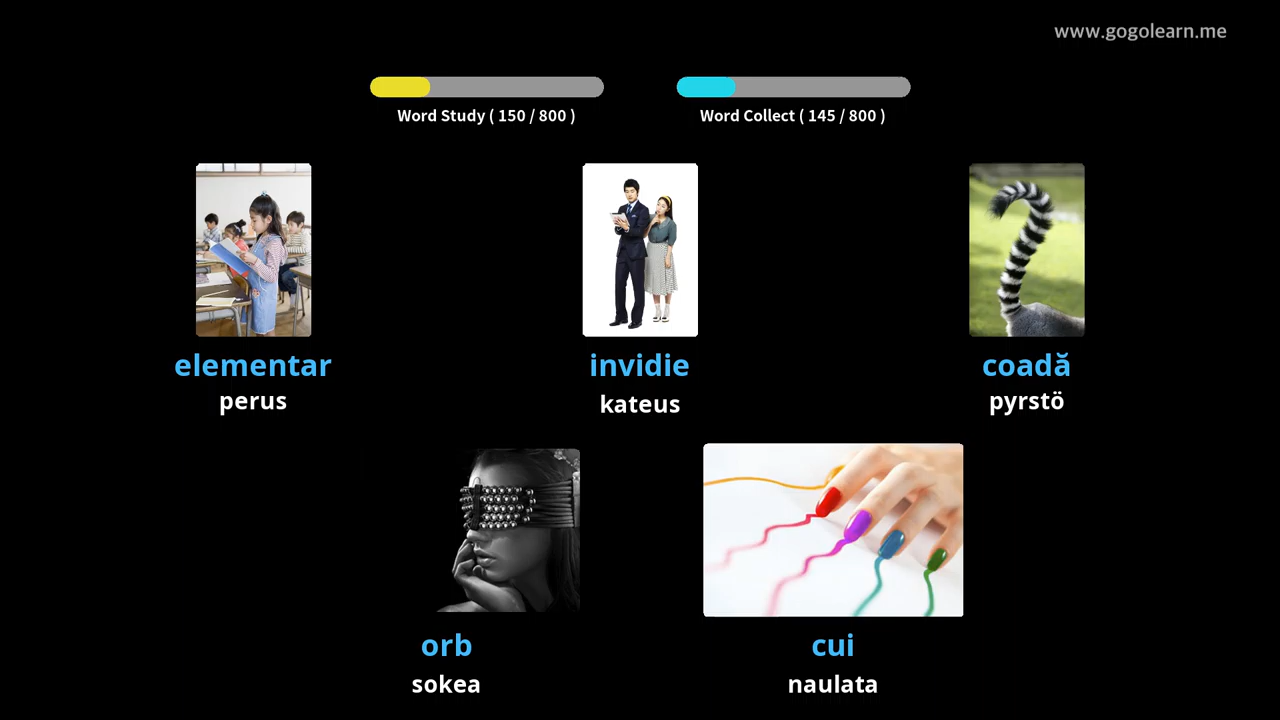 www.gogolearn.me
Word Study ( 150 / 800 )
Word Collect ( 145 / 800 )
elementar
perus
invidie
kateus
coadă
pyrstö
orb
sokea
cui
naulata